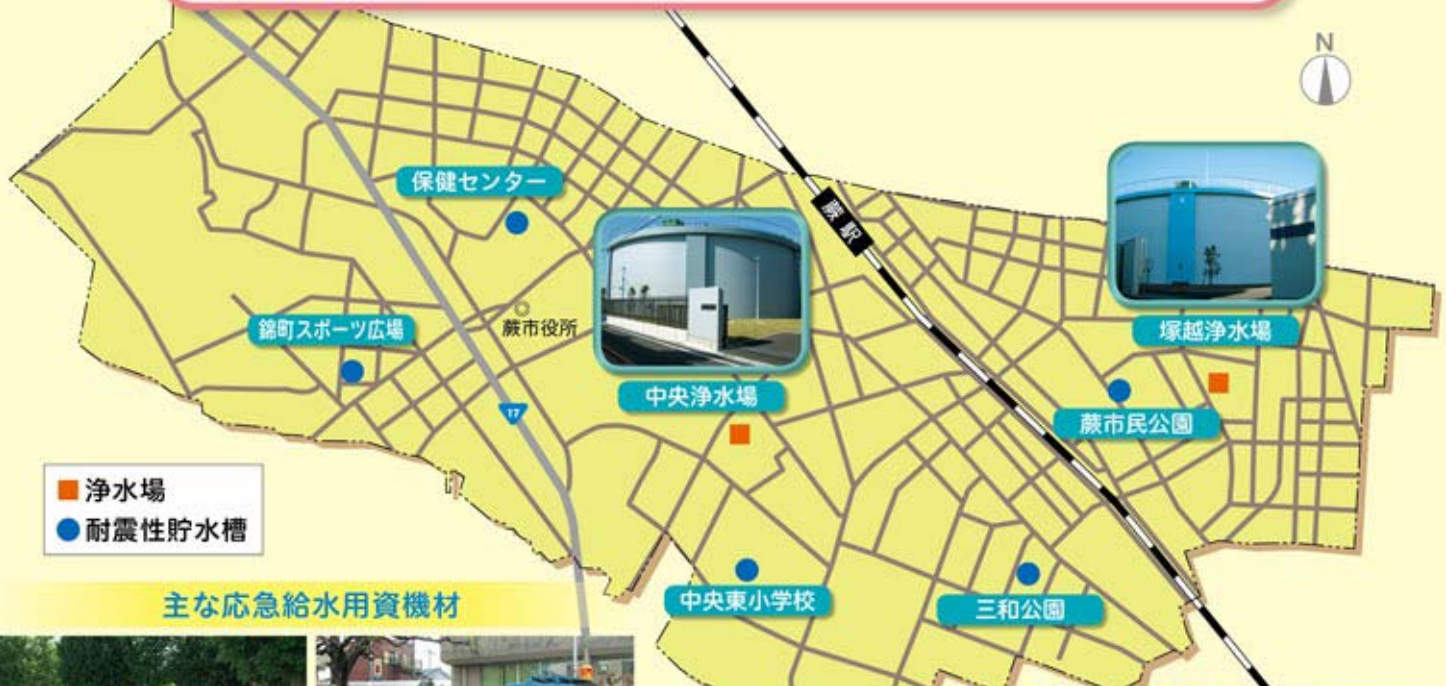 N
保健センター
蕨駅
錦町スポーツ広場
蕨市役所
塚越浄水場
中央浄水場
蕨市民公園
17
浄水場
耐震性貯水槽
中央東小学校
三和公園
主な応急給水用資機材